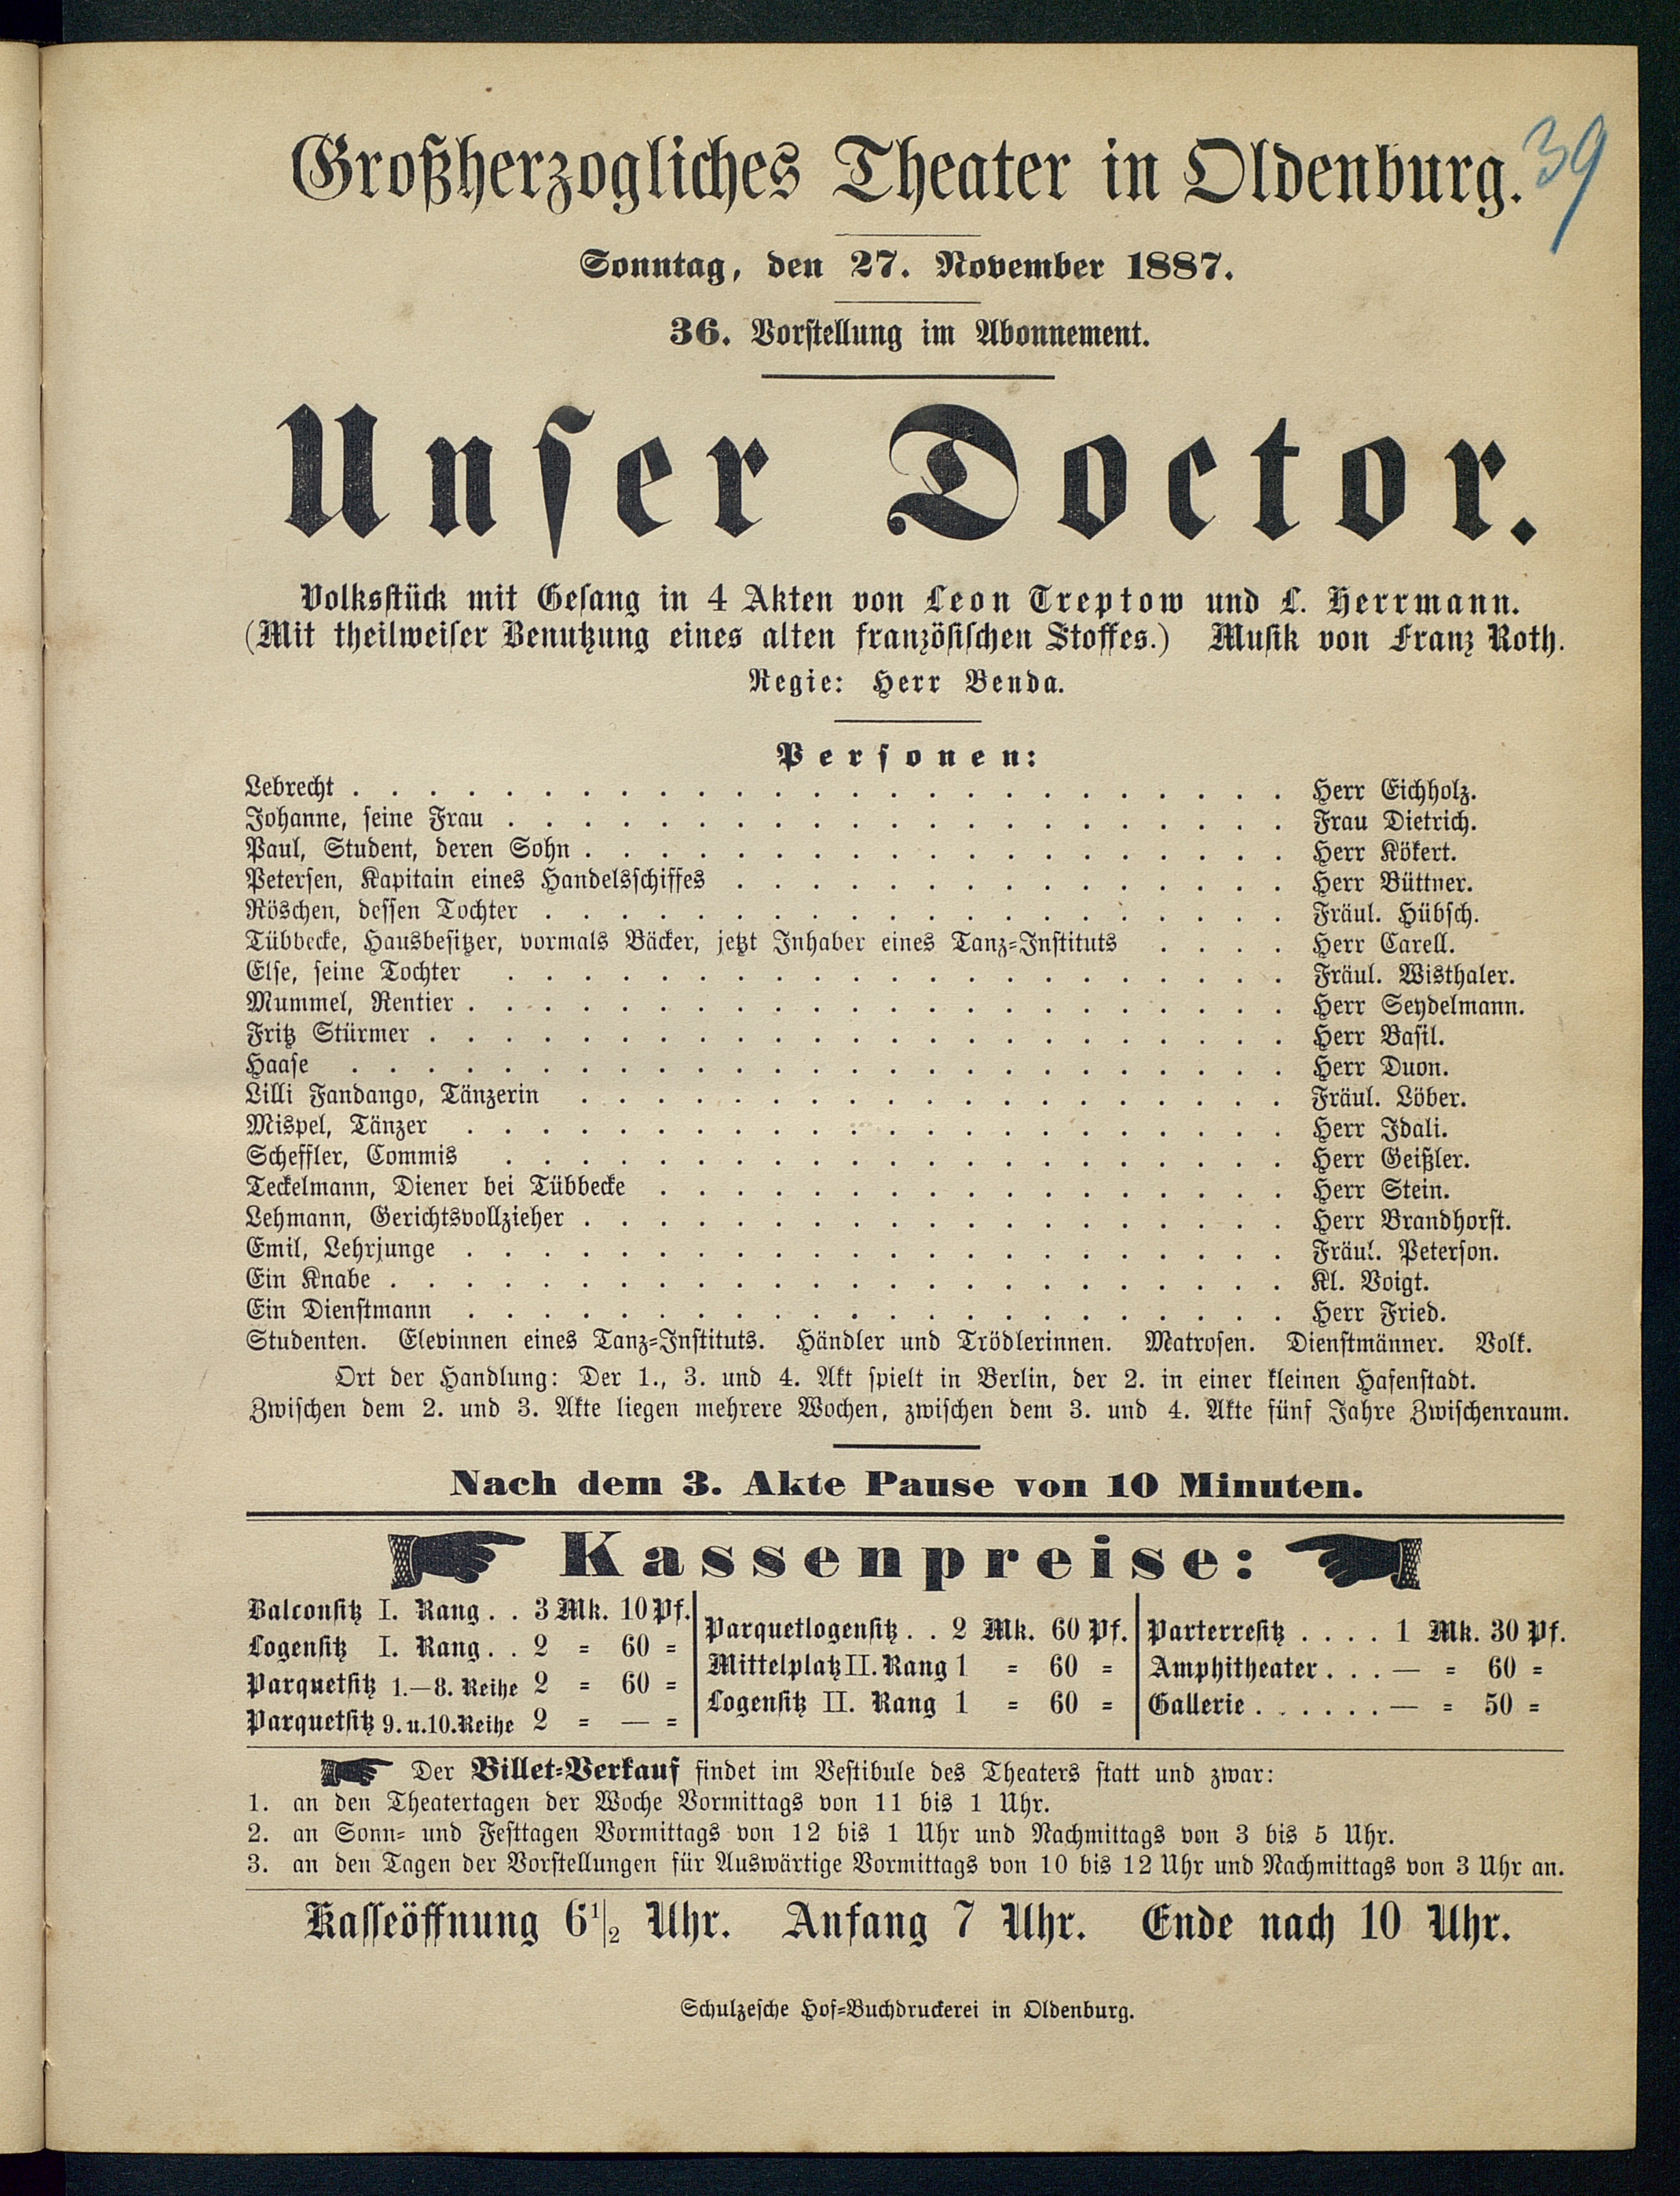 Großherzogliches Theater in Oldenburg.
39
Sonntag, den 27. November 1887.
36. Vorstellung im Abonnement.
Unser Doctor.
Volksstück mit Gesang in 4 Akten von Leon Treptow und L. Herrmann.
(Mit theilweiser Benutzung eines alten französischen Stoffes.) Musik von Franz Roth.
Regie: Herr Benda.
Personen:
Lebrecht . . . . . . . . . . Herr Eichholz.
Johanne, seine Frau . . . . . . . . . . Frau Dietrich.
Paul, Student, deren Sohn . . . . . . . . . . Herr Kökert.
Petersen, Kapitain eines Handelsschiffes . . . . . . . . . . Herr Büttner.
Röschen, dessen Tochter . . . . . . . . . . Fräul. Hübsch.
Tübbecke, Hausbesitzer, vormals Bäcker, jetzt Inhaber eines Tanz=Instituts . . . . Herr Carell.
Else, seine Tochter . . . . . . . . . . Fräul. Wisthaler.
Mummel, Rentier . . . . . . . . . . Herr Seydelmann.
Fritz Stürmer . . . . . . . . . . Herr Basil.
Haase . . . . . . . . . . Herr Duon.
Lilli Fandango, Tänzerin . . . . . . . . . . Fräul. Löber.
Mispel, Tänzer . . . . . . . . . . Herr Idali.
Scheffler, Commis . . . . . . . . . . Herr Geißler.
Teckelmann, Diener bei Tübbecke . . . . . . . . . . Herr Stein.
Lehmann, Gerichtsvollzieher . . . . . . . . . . Herr Brandhorst.
Emil, Lehrjunge . . . . . . . . . . Fräul. Peterson.
Ein Knabe . . . . . . . . . . Kl. Voigt.
Ein Dienstmann . . . . . . . . . . Herr Fried.
Studenten. Elevinnen eines Tanz=Instituts. Händler und Trödlerinnen. Matrosen. Dienstmänner. Volk.
Ort der Handlung: Der 1., 3. und 4. Akt spielt in Berlin, der 2. in einer kleinen Hafenstadt.
Zwischen dem 2. und 3. Akte liegen mehrere Wochen, zwischen dem 3. und 4. Akte fünf Jahre Zwischenraum.
Nach dem 3. Akte Pause von 10 Minuten.
Kassenpreise:
Balconsitz I. Rang . . 3 Mk. 10 Pf.
Logensitz I. Rang . . 2 = 60 =
Parquetsitz 1.—8. Reihe 2 = 60 =
Parquetsitz 9. u. 10. Reihe 2 = — =
Parquetlogensitz . . 2 Mk. 60 Pf.
Mittelplatz II. Rang 1 = 60 =
Logensitz II. Rang 1 = 60 =
Parterresitz . . . . 1 Mk. 30 Pf.
Amphitheater . . . — = 60 =
Gallerie . . . . . . — = 50 =
Der Billet=Verkauf findet im Vestibule des Theaters statt und zwar:
1. an den Theatertagen der Woche Vormittags von 11 bis 1 Uhr.
2. an Sonn= und Festtagen Vormittags von 12 bis 1 Uhr und Nachmittags von 3 bis 5 Uhr.
3. an den Tagen der Vorstellungen für Auswärtige Vormittags von 10 bis 12 Uhr und Nachmittags von 3 Uhr an.
Kasseöffnung 6 1/2 Uhr. Anfang 7 Uhr. Ende nach 10 Uhr.
Schulzesche Hof=Buchdruckerei in Oldenburg.